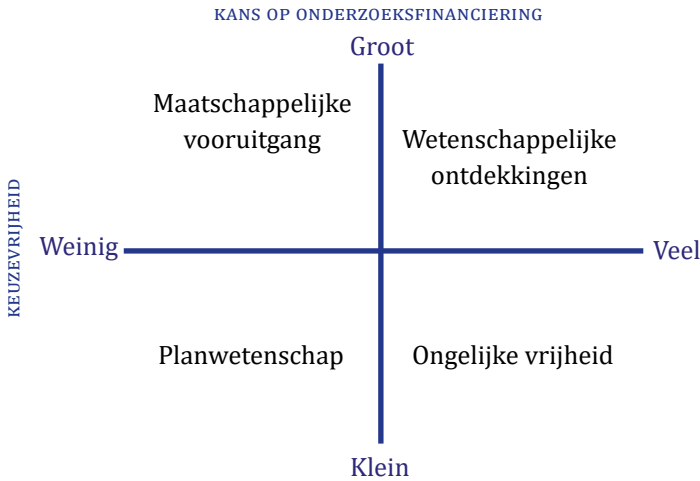 KANS OP ONDERZOEKSFINANCIERING
Groot
Maatschappelijke
vooruitgang
Wetenschappelijke
ontdekkingen
KEUZEVRIJHEID
Weinig
Veel
Planwetenschap
Ongelijke vrijheid
Klein